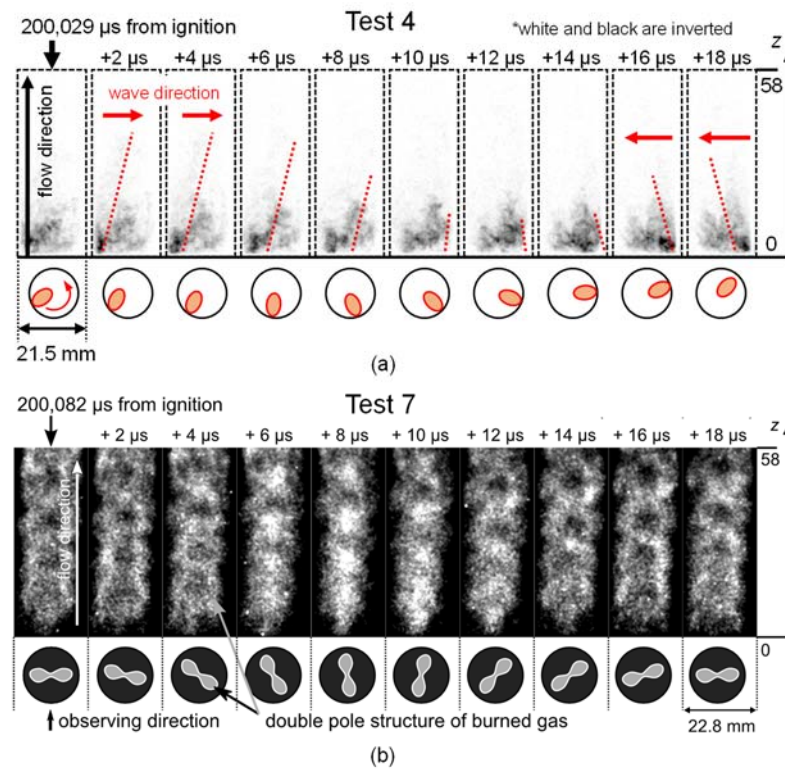 200,029 µs from ignition
Test 4
*white and black are inverted
+2 µs +4 µs +6 µs +8 µs +10 µs +12 µs +14 µs +16 µs +18 µs
z
58
wave direction
flow direction
0
21.5 mm
(a)
200,082 µs from ignition
Test 7
+ 2 µs + 4 µs + 6 µs + 8 µs + 10 µs + 12 µs + 14 µs + 16 µs + 18 µs
z
58
flow direction
0
observing direction
double pole structure of burned gas
22.8 mm
(b)